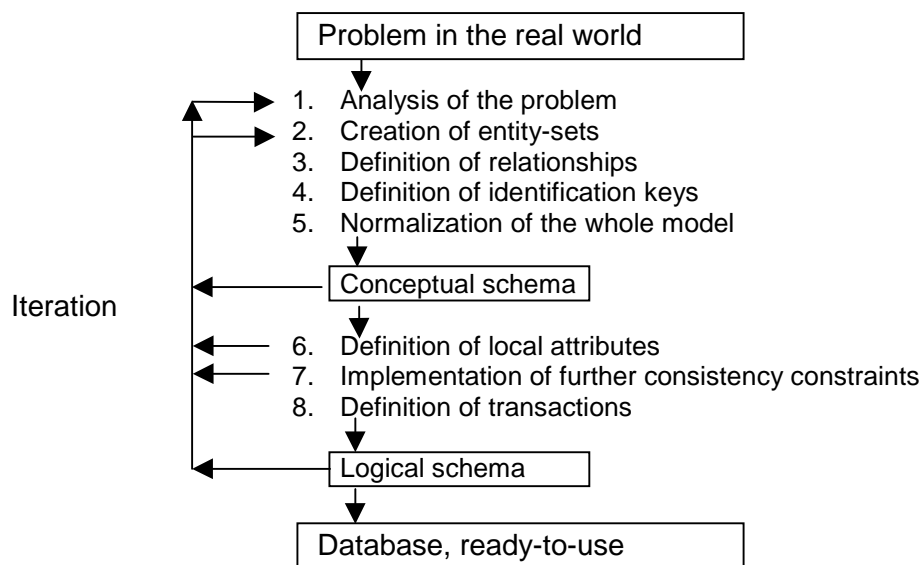 Problem in the real world
1. Analysis of the problem
2. Creation of entity-sets
3. Definition of relationships
4. Definition of identification keys
5. Normalization of the whole model
Conceptual schema
Iteration
6. Definition of local attributes
7. Implementation of further consistency constraints
8. Definition of transactions
Logical schema
Database, ready-to-use